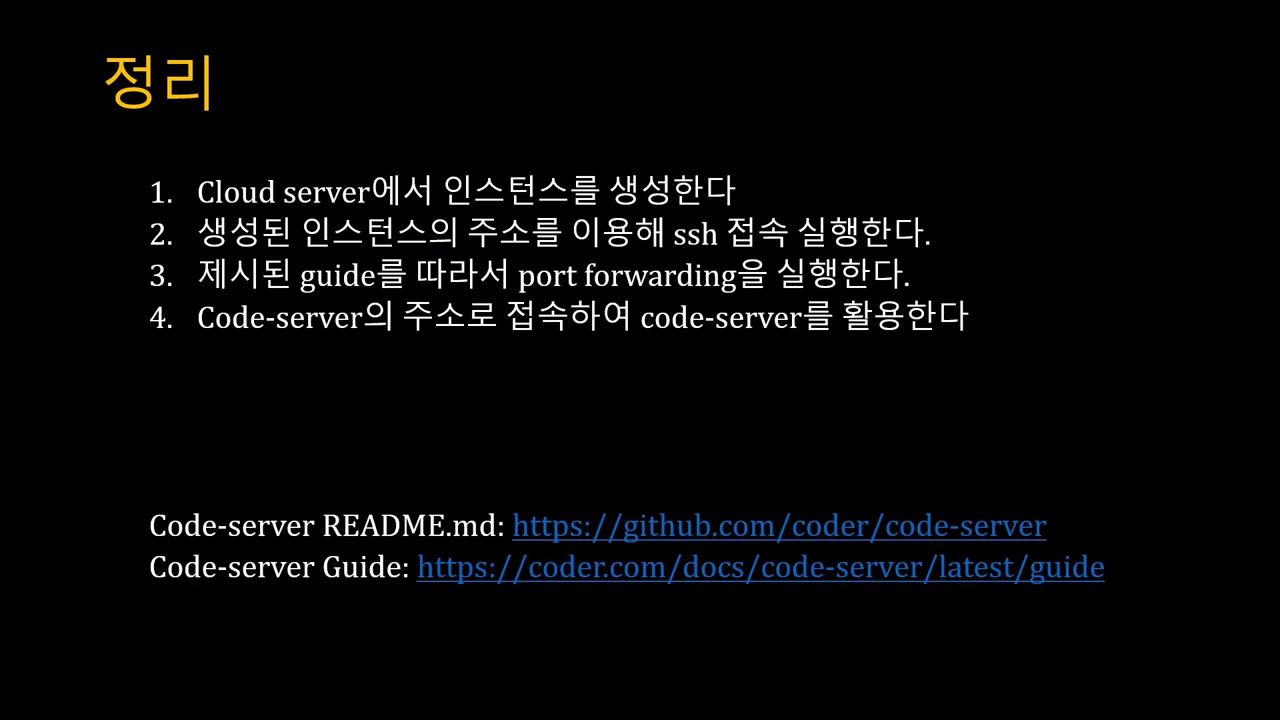 정리
1. Cloud server에서 인스턴스를 생성한다
2. 생성된 인스턴스의 주소를 이용해 ssh 접속 실행한다.
3. 제시된 guide를 따라서 port forwarding을 실행한다.
4. Code-server의 주소로 접속하여 code-server를 활용한다
Code-server README.md: https://github.com/coder/code-server
Code-server Guide: https://coder.com/docs/code-server/latest/guide